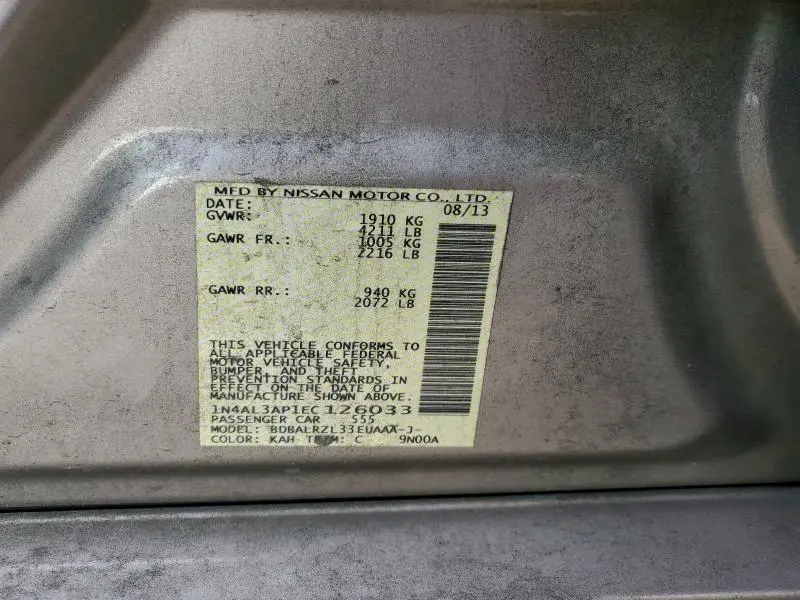 MFD BY NISSAN MOTOR CO., LTD.
DATE: 08/13
GVWR: 1910 KG
4211 LB
GAWR FR.: 1005 KG
2216 LB
GAWR RR.: 940 KG
2072 LB
THIS VEHICLE CONFORMS TO
ALL APPLICABLE FEDERAL
MOTOR VEHICLE SAFETY,
BUMPER, AND THEFT
PREVENTION STANDARDS IN
EFFECT ON THE DATE OF
MANUFACTURE SHOWN ABOVE.
1N4AL3AP1EC126033
PASSENGER CAR 555
MODEL: BDBALRZL33EUAAA-J-
COLOR: KAH TRIM: C 9N00A